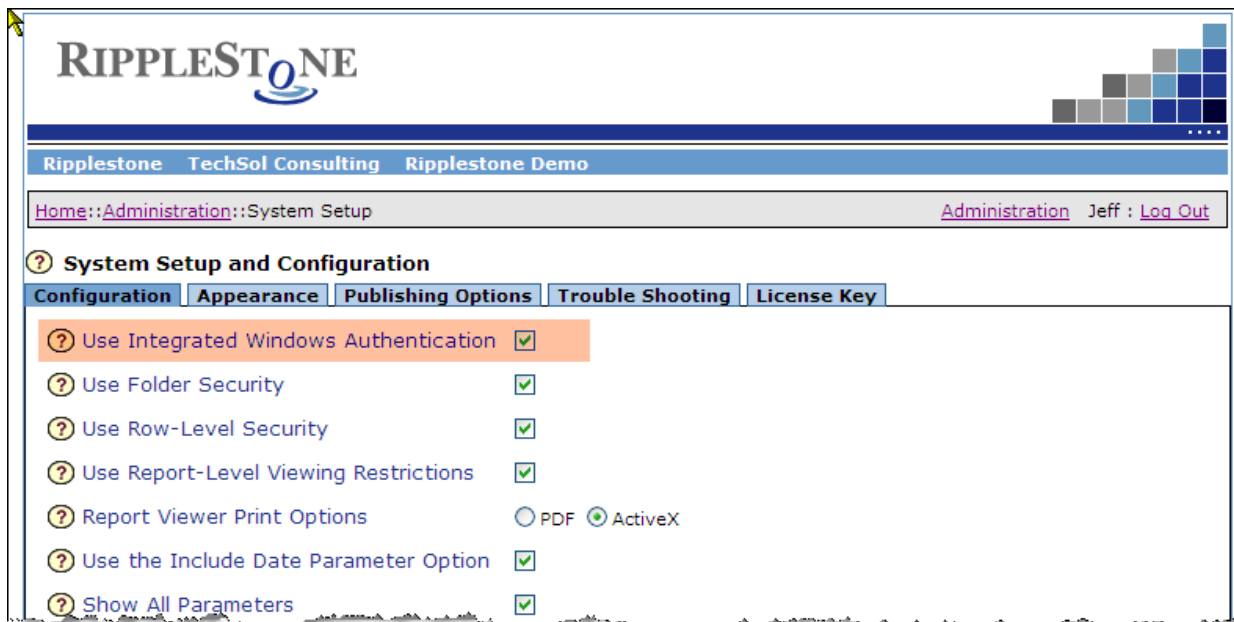 RIPPLESTONE
Ripplestone TechSol Consulting Ripplestone Demo
Home::Administration::System Setup Administration Jeff : Log Out
? System Setup and Configuration
Configuration Appearance Publishing Options Trouble Shooting License Key
? Use Integrated Windows Authentication
? Use Folder Security
? Use Row-Level Security
? Use Report-Level Viewing Restrictions
? Report Viewer Print Options PDF ActiveX
? Use the Include Date Parameter Option
? Show All Parameters